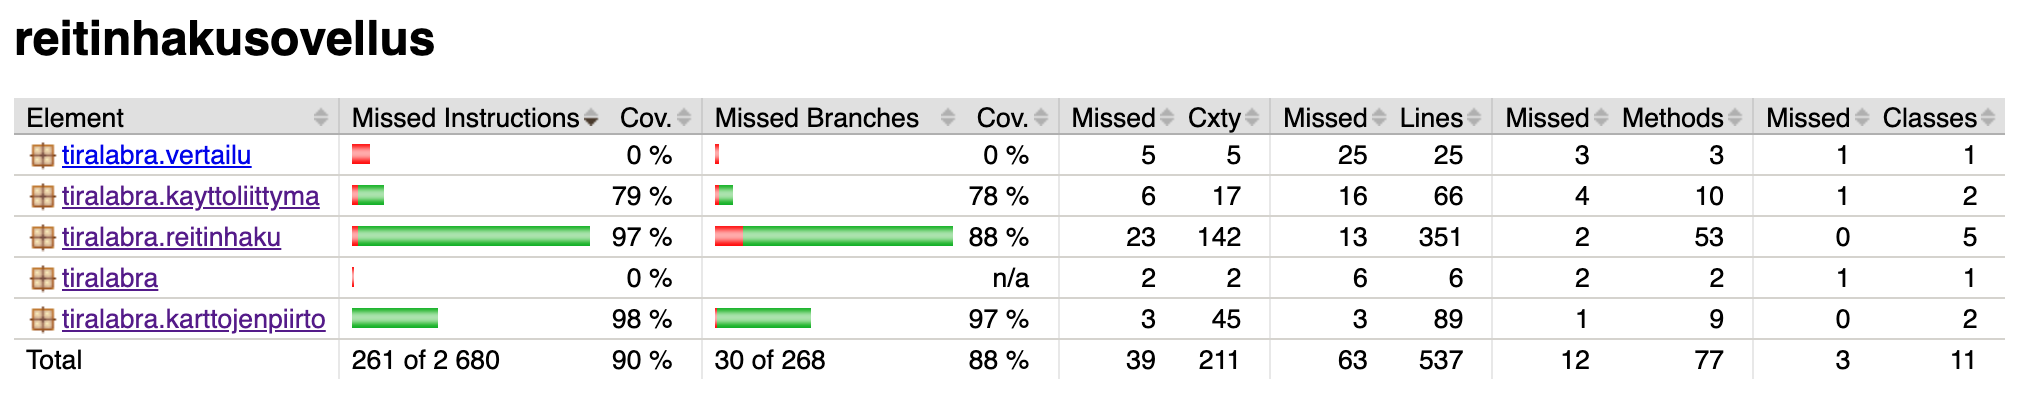 reitinhakusovellus
Element Missed Instructions Cov. Missed Branches Cov. Missed Cxty Missed Lines Missed Methods Missed Classes
tiralabra.vertailu 0 % 0 % 5 5 25 25 3 3 1 1
tiralabra.kayttoliittyma 79 % 78 % 6 17 16 66 4 10 1 2
tiralabra.reitinhaku 97 % 88 % 23 142 13 351 2 53 0 5
tiralabra 0 % n/a 2 2 6 6 2 2 1 1
tiralabra.karttojenpiirto 98 % 97 % 3 45 3 89 1 9 0 2
Total 261 of 2 680 90 % 30 of 268 88 % 39 211 63 537 12 77 3 11